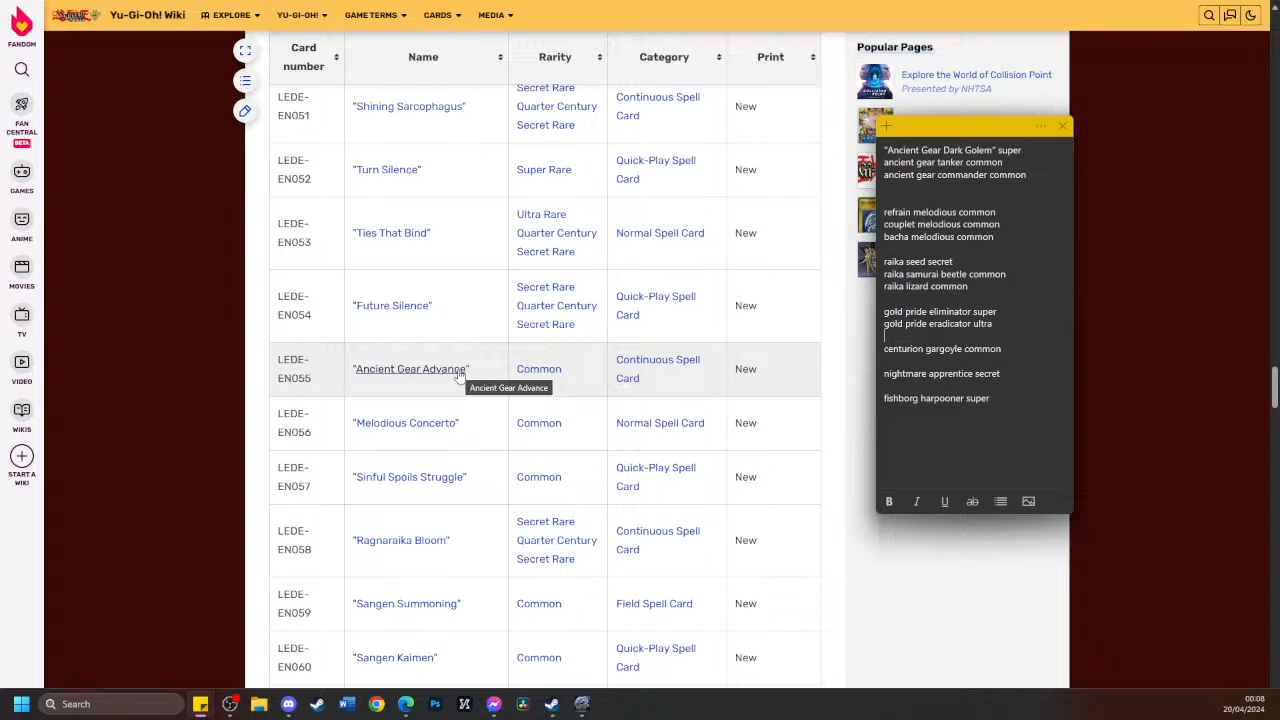 Yu-Gi-Oh! Wiki
EXPLORE
YU-GI-OH!
GAME TERMS
CARDS
MEDIA
FANDOM
FAN
CENTRAL
BETA
GAMES
ANIME
MOVIES
TV
VIDEO
WIKIS
START A
WIKI
Card
number
Name
Rarity
Category
Print
LEDE-
EN051
"Shining Sarcophagus"
Secret Rare
Quarter Century
Secret Rare
Continuous Spell
Card
New
LEDE-
EN052
"Turn Silence"
Super Rare
Quick-Play Spell
Card
New
LEDE-
EN053
"Ties That Bind"
Ultra Rare
Quarter Century
Secret Rare
Normal Spell Card
New
LEDE-
EN054
"Future Silence"
Secret Rare
Quarter Century
Secret Rare
Quick-Play Spell
Card
New
LEDE-
EN055
"Ancient Gear Advance"
Ancient Gear Advance
Common
Continuous Spell
Card
New
LEDE-
EN056
"Melodious Concerto"
Common
Normal Spell Card
New
LEDE-
EN057
"Sinful Spoils Struggle"
Common
Quick-Play Spell
Card
New
LEDE-
EN058
"Ragnaraika Bloom"
Secret Rare
Quarter Century
Secret Rare
Continuous Spell
Card
New
LEDE-
EN059
"Sangen Summoning"
Common
Field Spell Card
New
LEDE-
EN060
"Sangen Kaimen"
Common
Quick-Play Spell
Card
New
Popular Pages
Explore the World of Collision Point
Presented by NHTSA
"Ancient Gear Dark Golem" super
ancient gear tanker common
ancient gear commander common
refrain melodious common
couplet melodious common
bacha melodious common
raika seed secret
raika samurai beetle common
raika lizard common
gold pride eliminator super
gold pride eradicator ultra
centurion gargoyle common
nightmare apprentice secret
fishborg harpooner super
B I U ab
Search
00:08
20/04/2024